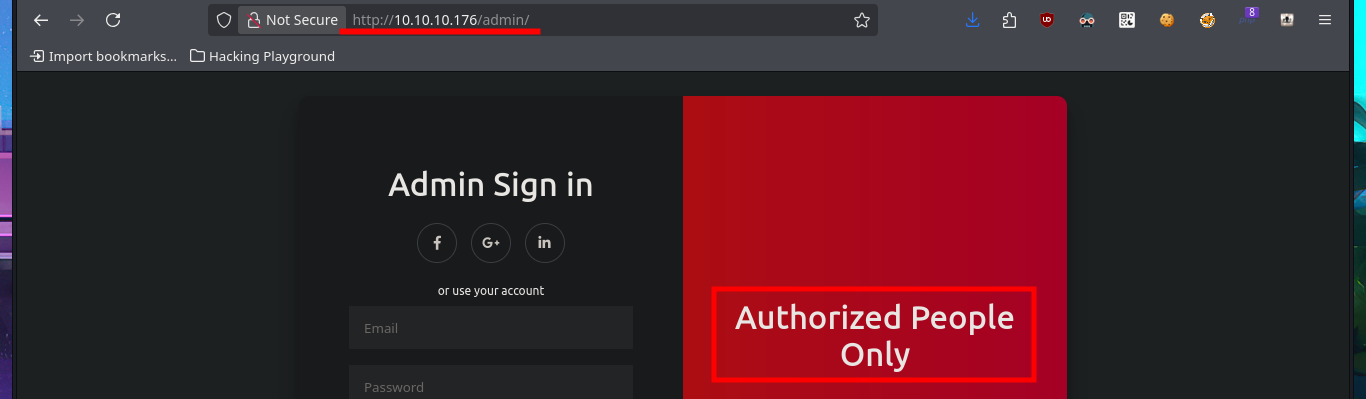 Not Secure http://10.10.10.176/admin/
8
Import bookmarks... Hacking Playground
Admin Sign in
f G+ in
or use your account
Email
Password
Authorized People
Only